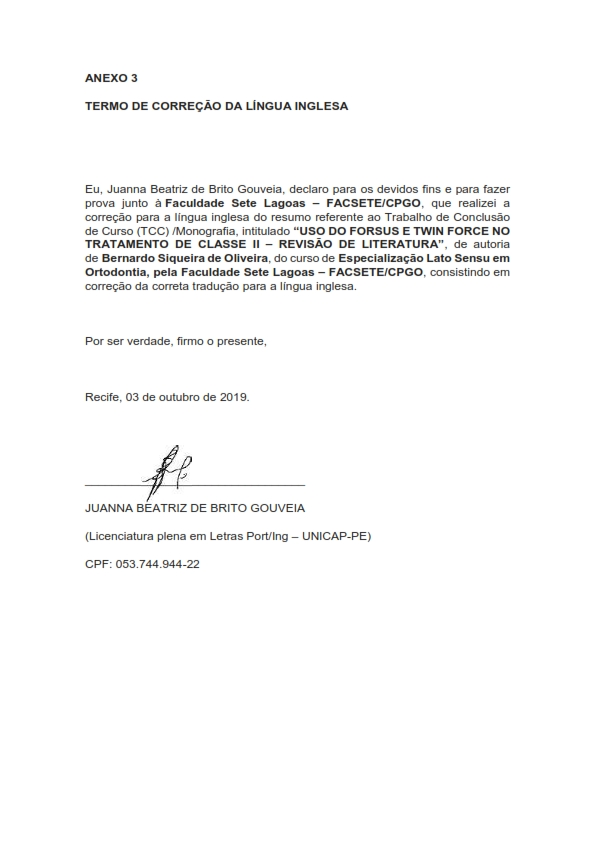 ANEXO 3
TERMO DE CORREÇÃO DA LÍNGUA INGLESA
Eu, Juanna Beatriz de Brito Gouveia, declaro para os devidos fins e para fazer
prova junto à Faculdade Sete Lagoas – FACSETE/CPGO, que realizei a
correção para a língua inglesa do resumo referente ao Trabalho de Conclusão
de Curso (TCC) /Monografia, intitulado “USO DO FORSUS E TWIN FORCE NO
TRATAMENTO DE CLASSE II – REVISÃO DE LITERATURA”, de autoria
de Bernardo Siqueira de Oliveira, do curso de Especialização Lato Sensu em
Ortodontia, pela Faculdade Sete Lagoas – FACSETE/CPGO, consistindo em
correção da correta tradução para a língua inglesa.
Por ser verdade, firmo o presente,
Recife, 03 de outubro de 2019.
JUANNA BEATRIZ DE BRITO GOUVEIA
(Licenciatura plena em Letras Port/Ing – UNICAP-PE)
CPF: 053.744.944-22